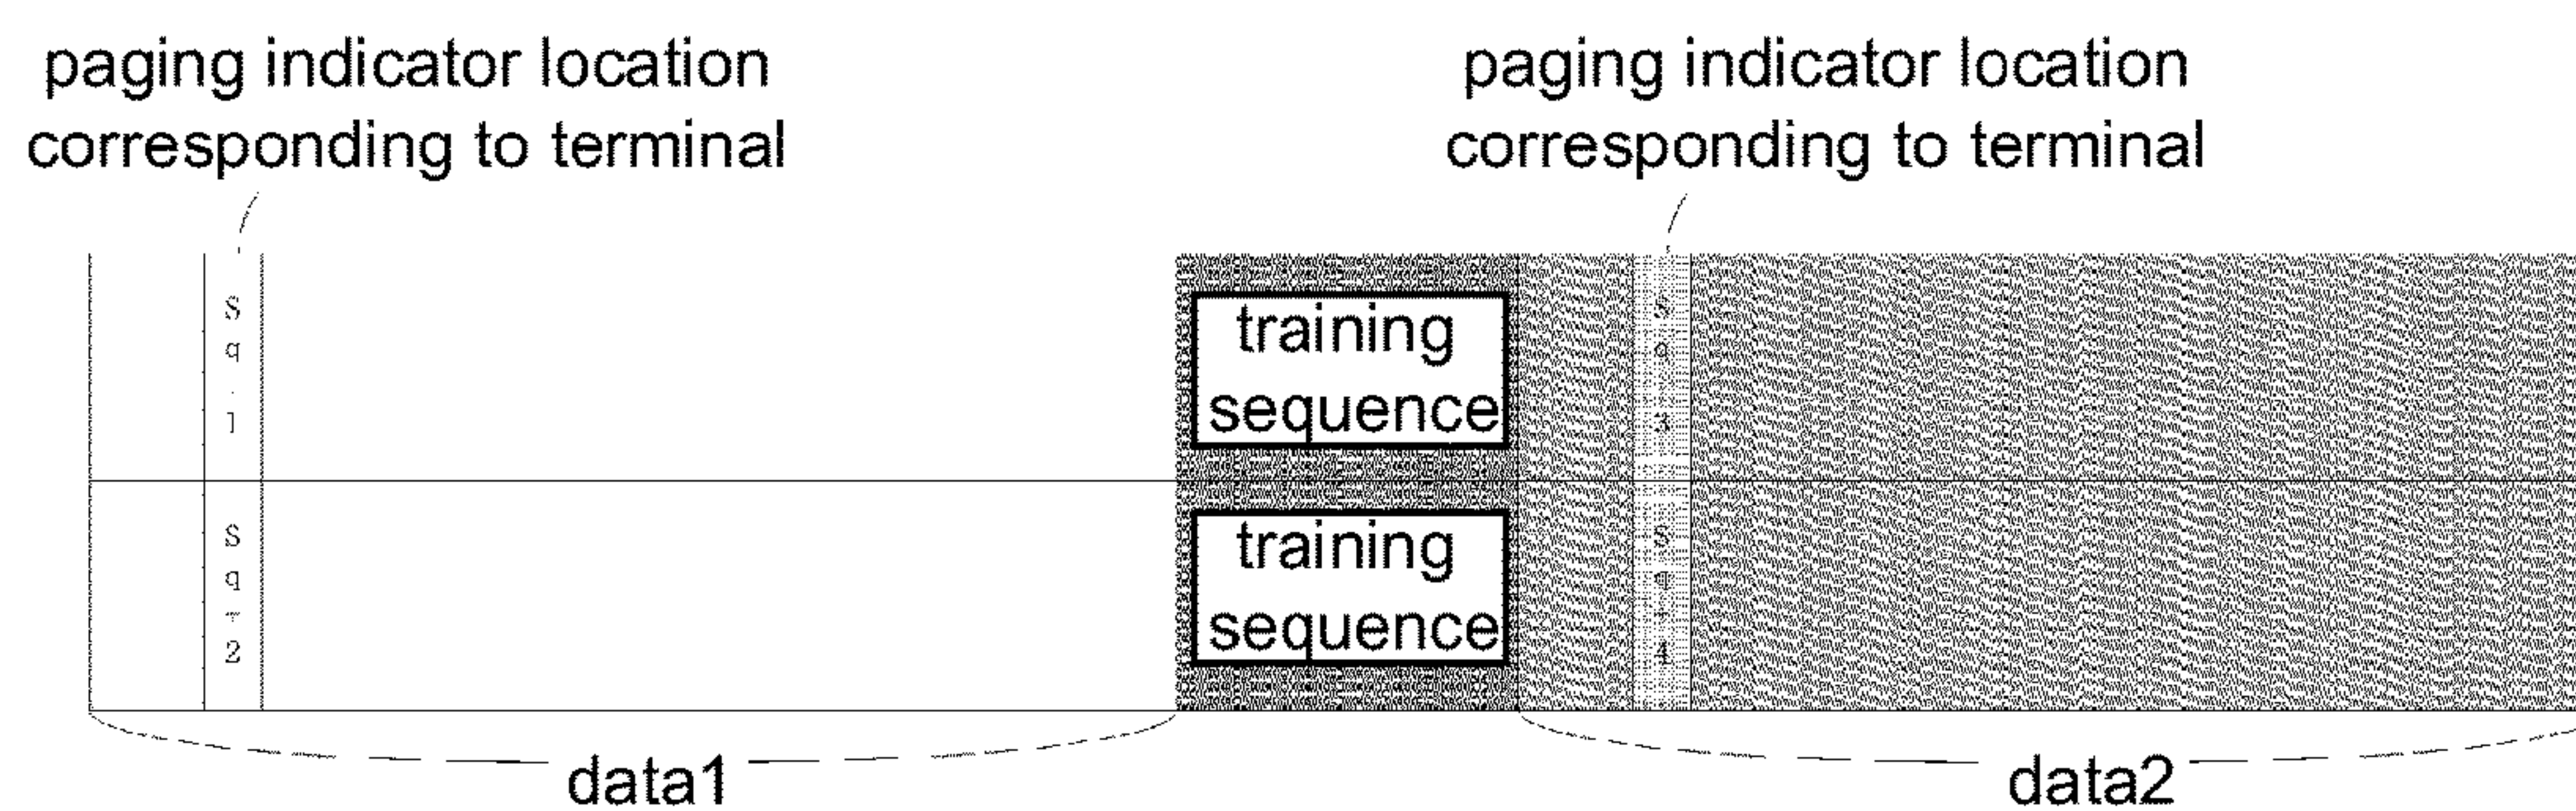 paging indicator location
corresponding to terminal
paging indicator location
corresponding to terminal
S
q
1
S
q
2
training
sequence
training
sequence
S
q
3
S
q
4
data1
data2